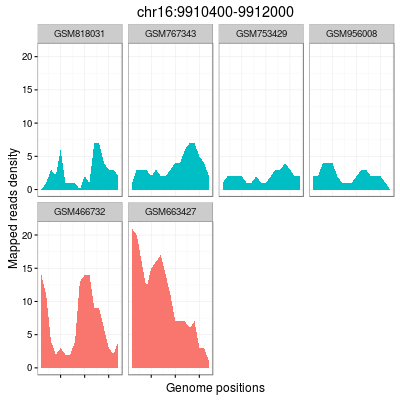 chr16:9910400-9912000
GSM818031 GSM767343 GSM753429 GSM956008
20
15
10
5
0
Mapped reads density
GSM466732 GSM663427
20
15
10
5
0
Genome positions